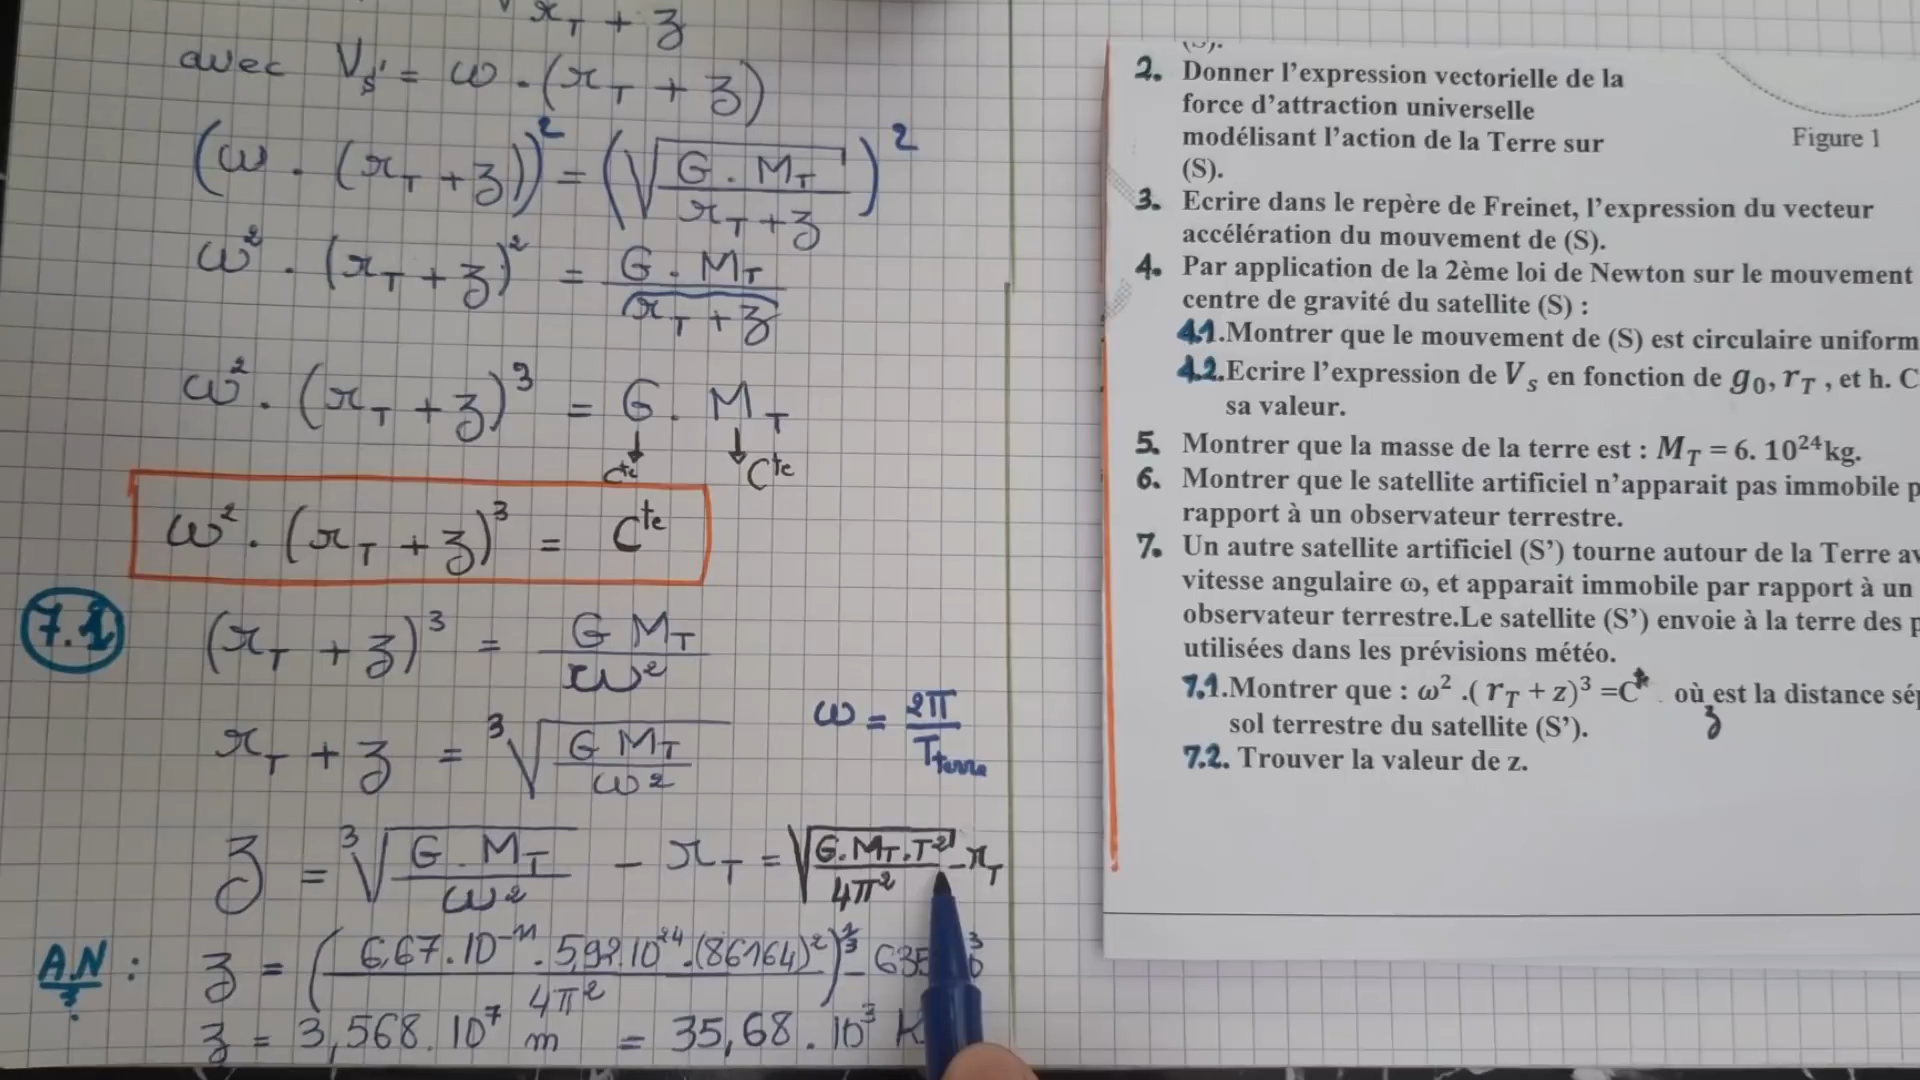 r_T + z
avec V_S' = ω . (r_T + z)
(ω . (r_T + z))² = (√(G . M_T / r_T + z))²
ω² . (r_T + z)² = G . M_T / r_T + z
ω² . (r_T + z)³ = G . M_T
Cte Cte
ω² . (r_T + z)³ = Cte
7.1 (r_T + z)³ = G M_T / ω²
r_T + z = ³√(G M_T / ω²)
ω = 2π / T_terre
z = ³√(G . M_T / ω²) - r_T = √(G.M_T.T² / 4π²) - r_T
A.N : z = (6,67.10⁻¹¹ . 5,92.10²⁴ . (86164)² / 4π²)^(1/3) - 635
z = 3,568.10⁷ m = 35,68.10³ K
(S).
2. Donner l'expression vectorielle de la
force d'attraction universelle
modélisant l'action de la Terre sur
(S).
Figure 1
3. Ecrire dans le repère de Freinet, l'expression du vecteur
accélération du mouvement de (S).
4. Par application de la 2ème loi de Newton sur le mouvement
centre de gravité du satellite (S) :
4.1.Montrer que le mouvement de (S) est circulaire uniform
4.2.Ecrire l'expression de V_s en fonction de g_0, r_T , et h. C
sa valeur.
5. Montrer que la masse de la terre est : M_T = 6. 10²⁴kg.
6. Montrer que le satellite artificiel n'apparait pas immobile p
rapport à un observateur terrestre.
7. Un autre satellite artificiel (S') tourne autour de la Terre av
vitesse angulaire ω, et apparait immobile par rapport à un
observateur terrestre.Le satellite (S') envoie à la terre des p
utilisées dans les prévisions météo.
7.1.Montrer que : ω² .( r_T + z)³ =Cte où est la distance sép
z
sol terrestre du satellite (S').
7.2. Trouver la valeur de z.